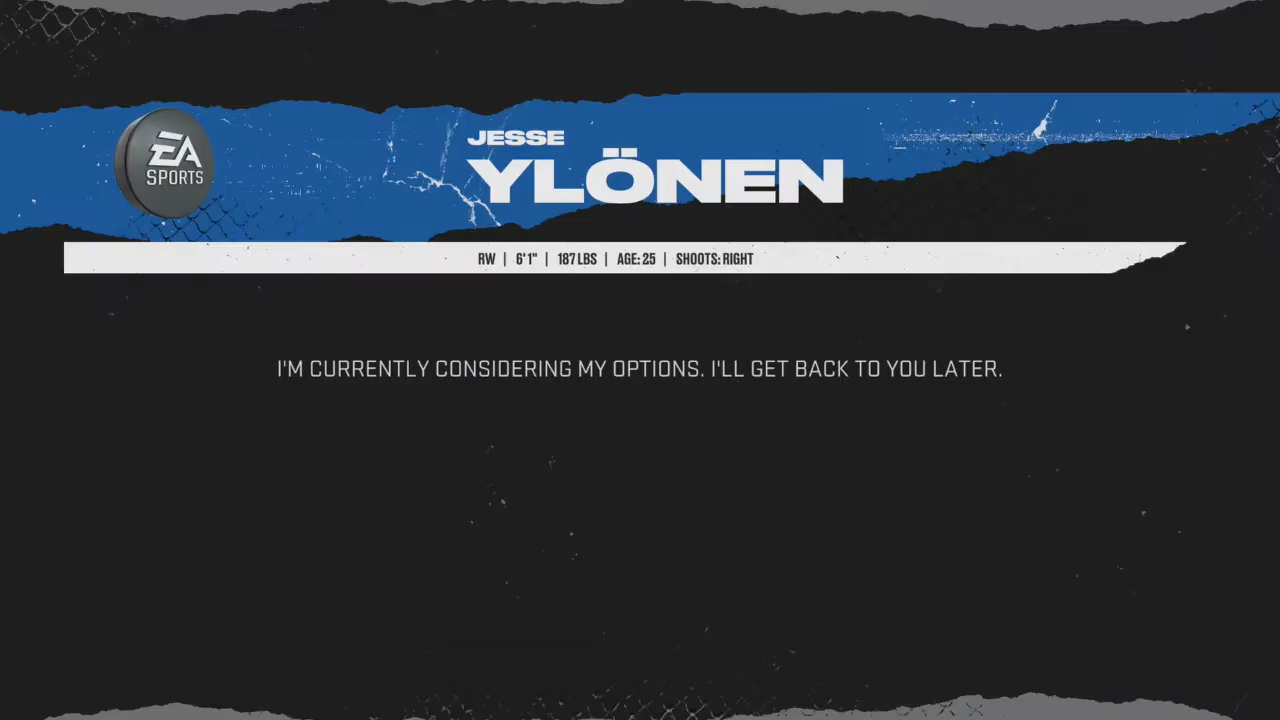 EA
SPORTS
JESSE
YLÖNEN
RW | 6'1" | 187 LBS | AGE: 25 | SHOOTS: RIGHT
I'M CURRENTLY CONSIDERING MY OPTIONS. I'LL GET BACK TO YOU LATER.